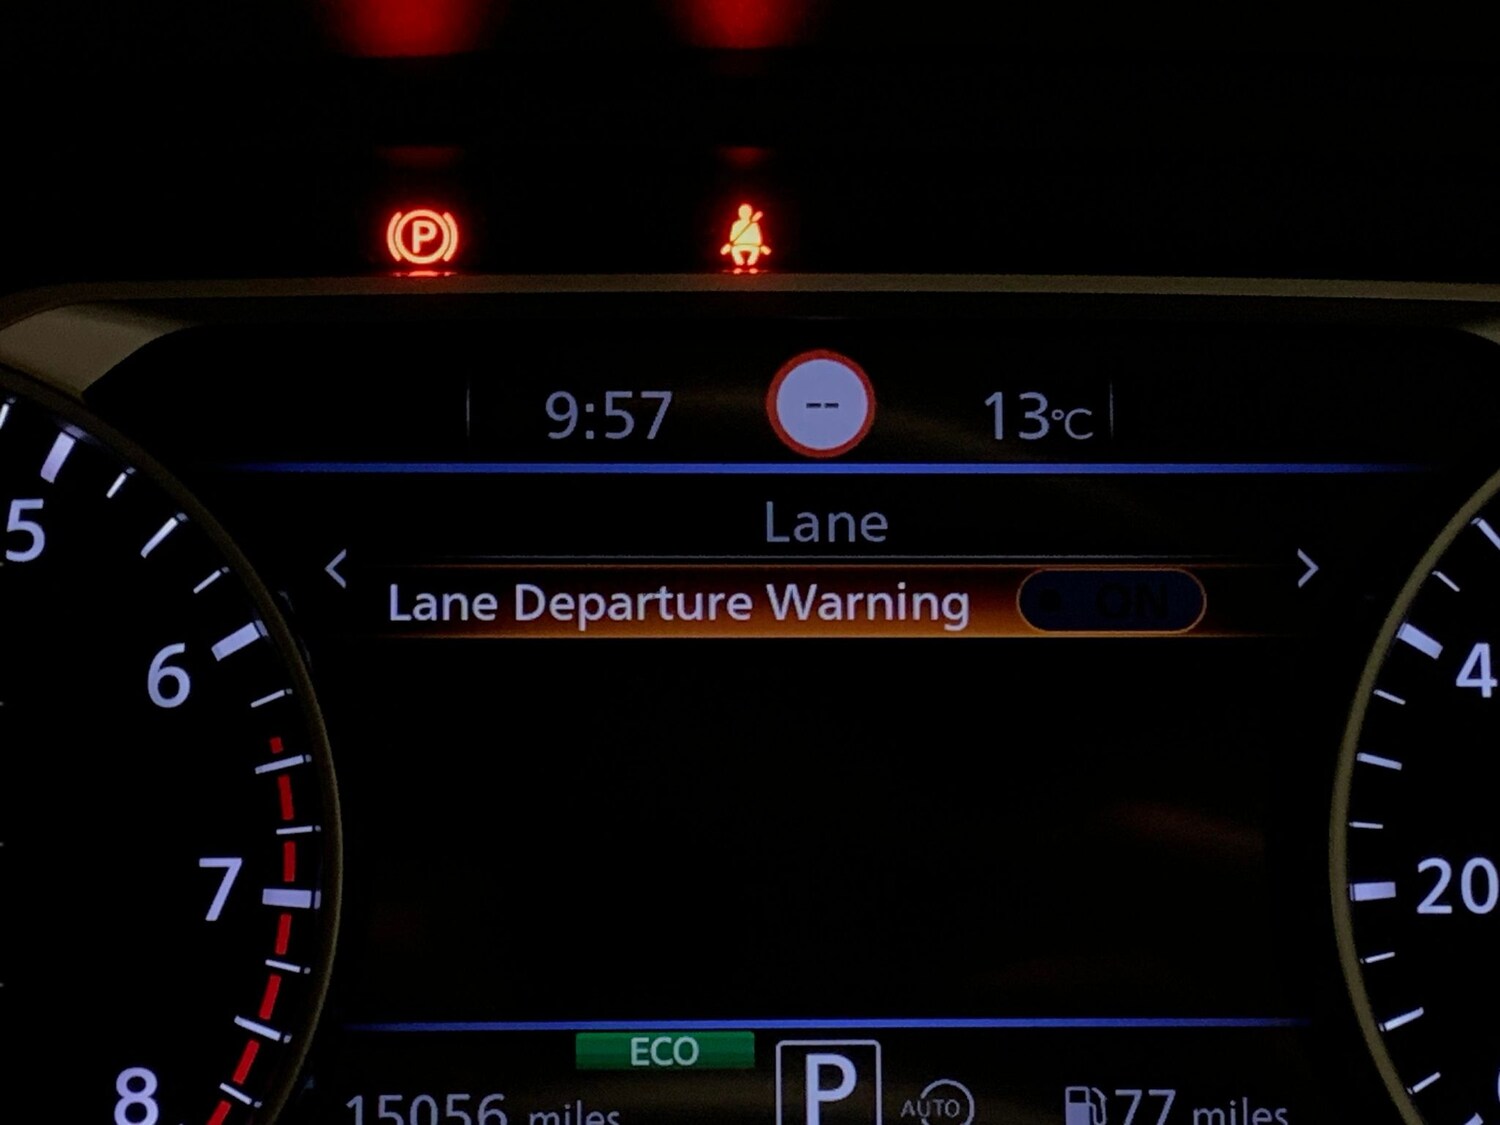 P
9:57 -- 13°C
Lane
< Lane Departure Warning ON >
5
6
7
8
4
20
ECO
P
15056 miles
AUTO
77 miles